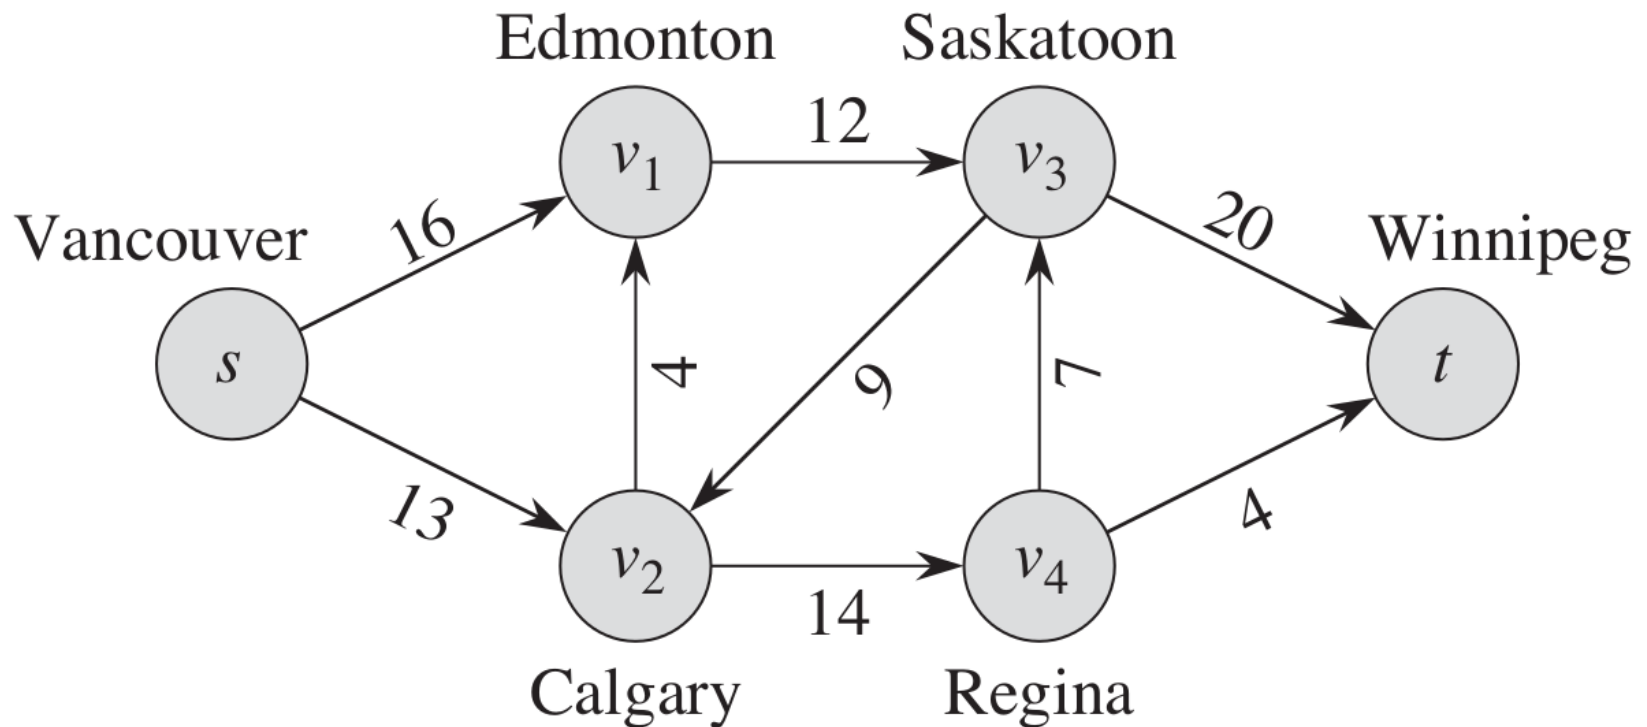 Edmonton Saskatoon
12
v1 v3
16 20
Vancouver Winnipeg
s 4 9 7 t
13 4
v2 v4
14
Calgary Regina